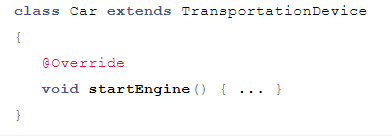 class Car extends TransportationDevice
{
@Override
void startEngine() { ... }
}